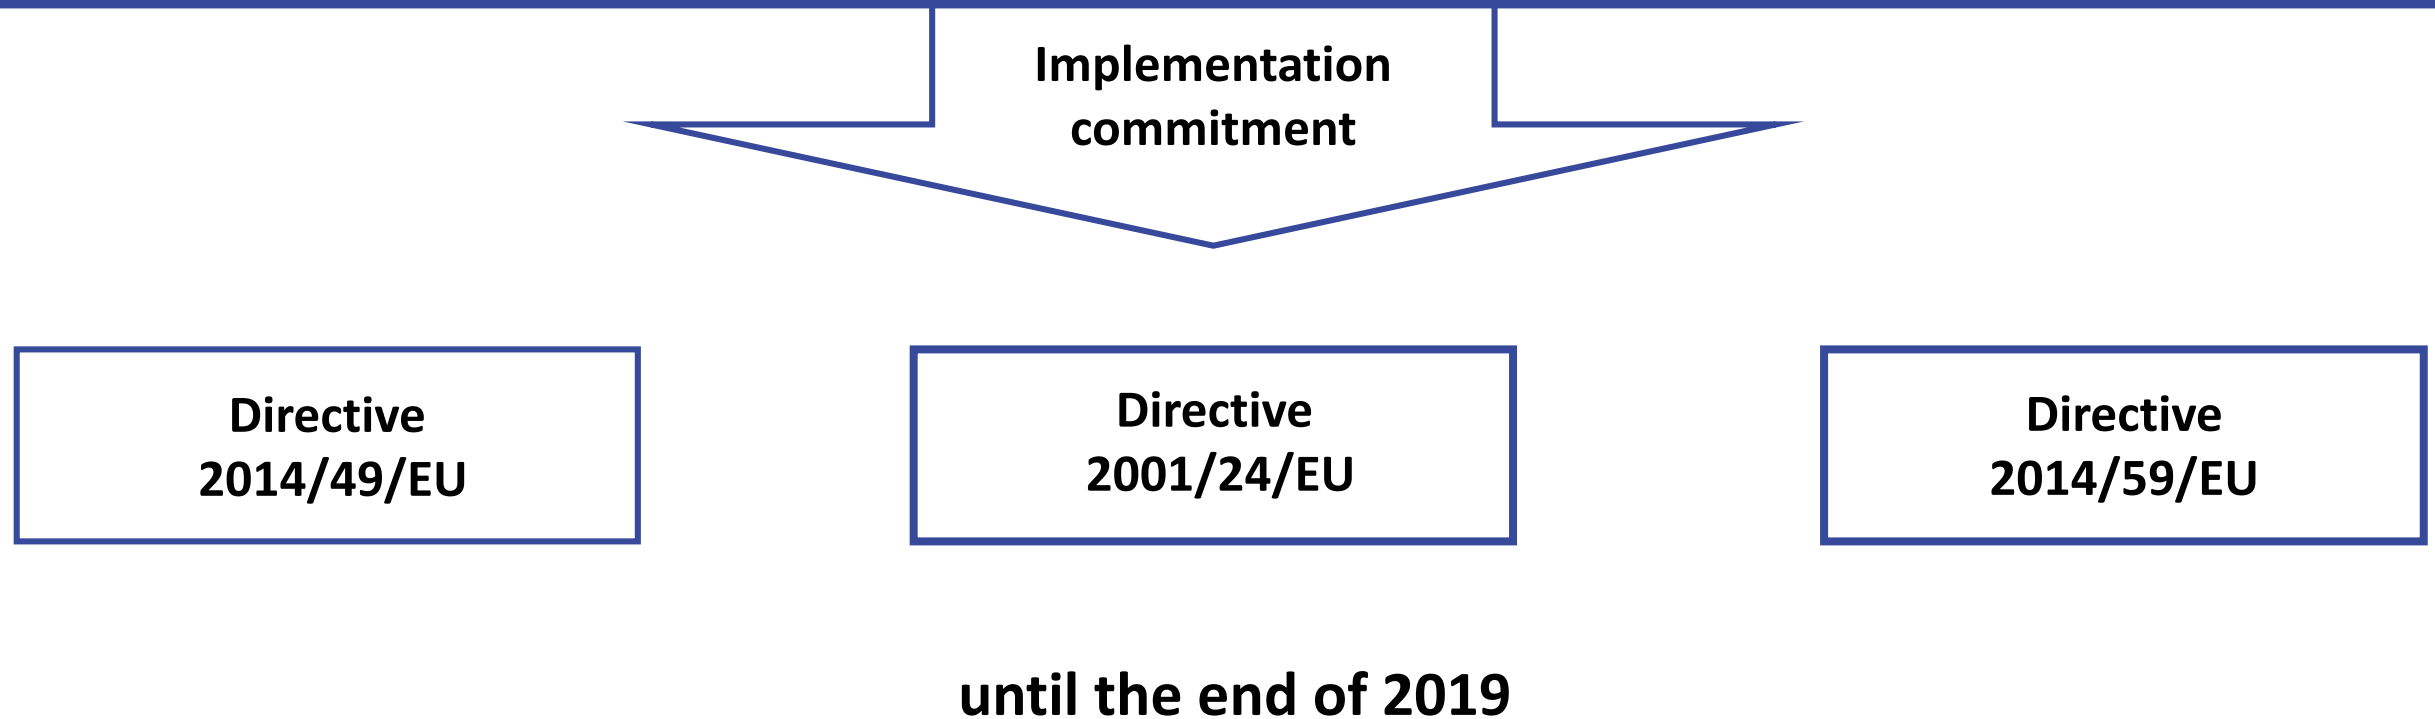 Implementation
commitment
Directive
2014/49/EU
Directive
2001/24/EU
Directive
2014/59/EU
until the end of 2019